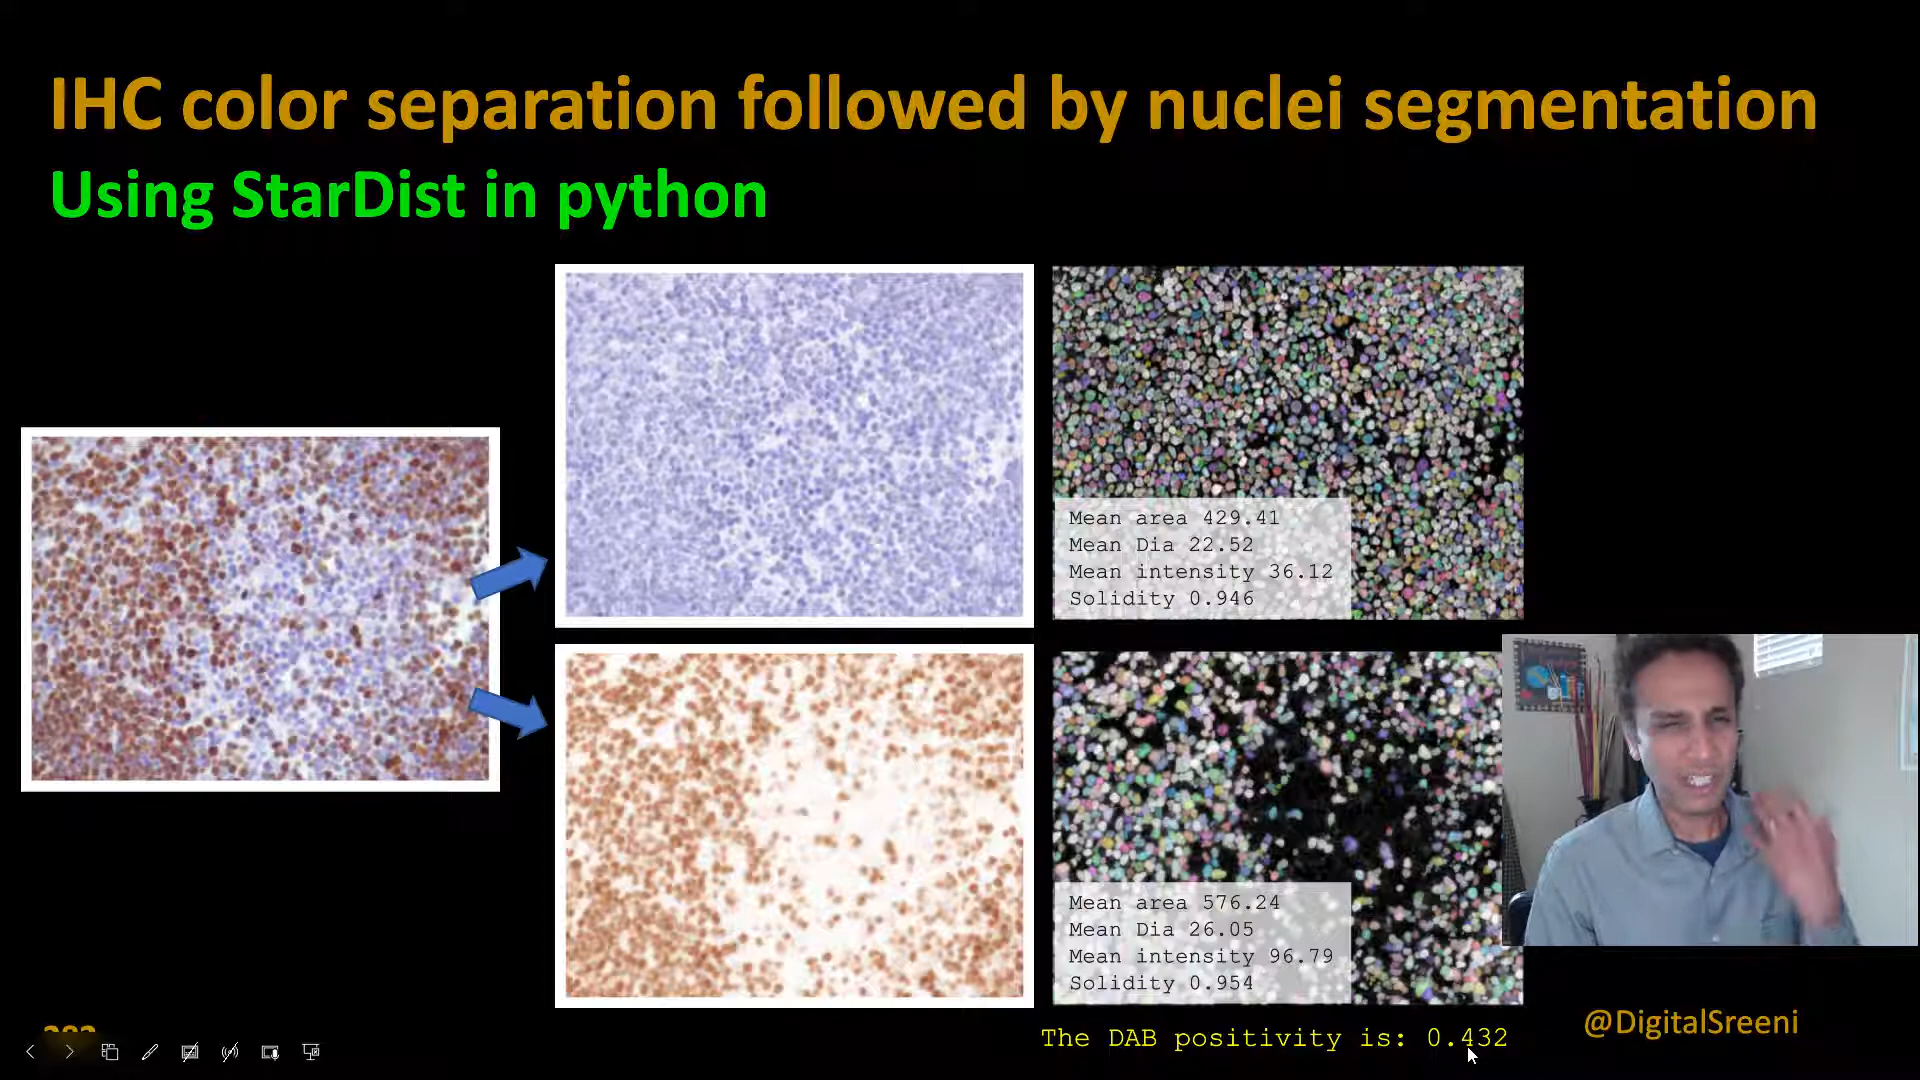 IHC color separation followed by nuclei segmentation
Using StarDist in python
Mean area 429.41
Mean Dia 22.52
Mean intensity 36.12
Solidity 0.946
Mean area 576.24
Mean Dia 26.05
Mean intensity 96.79
Solidity 0.954
The DAB positivity is: 0.432
@DigitalSreeni